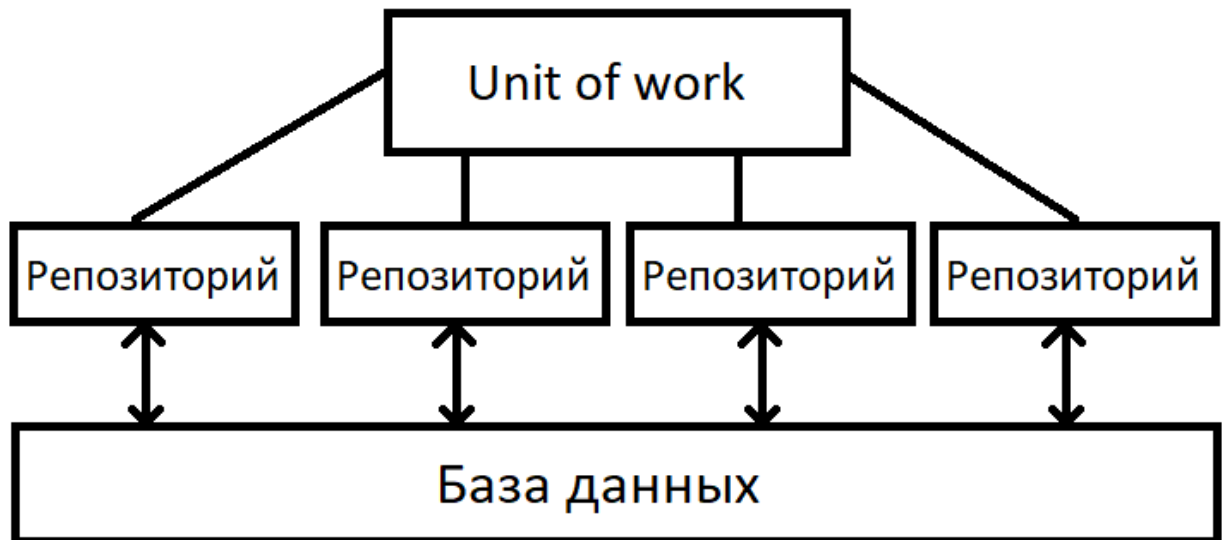 Unit of work
Репозиторий
Репозиторий
Репозиторий
Репозиторий
База данных